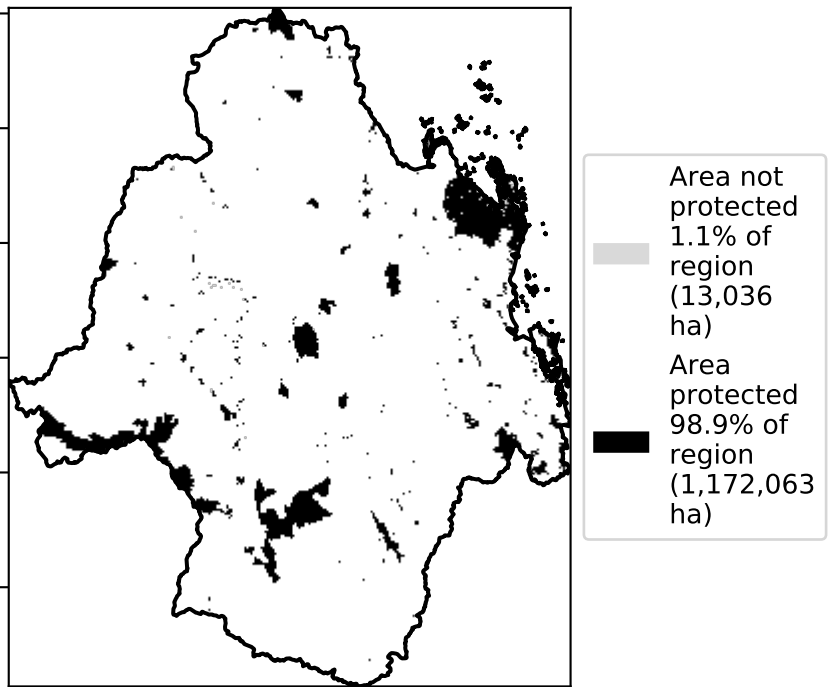 Area not
protected
1.1% of
region
(13,036
ha)
Area
protected
98.9% of
region
(1,172,063
ha)